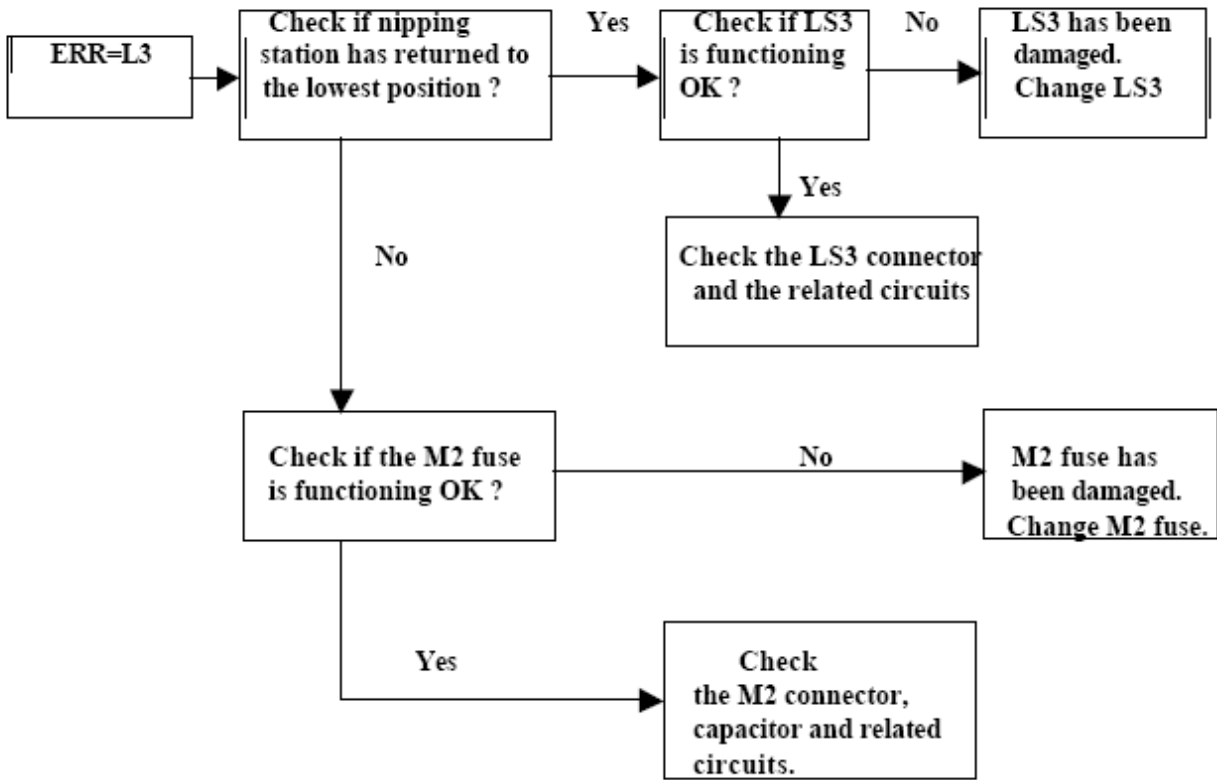 ERR=L3
Check if nipping
station has returned to
the lowest position ?
Yes
Check if LS3
is functioning
OK ?
No
LS3 has been
damaged.
Change LS3
Yes
Check the LS3 connector
and the related circuits
No
Check if the M2 fuse
is functioning OK ?
No
M2 fuse has
been damaged.
Change M2 fuse.
Yes
Check
the M2 connector,
capacitor and related
circuits.